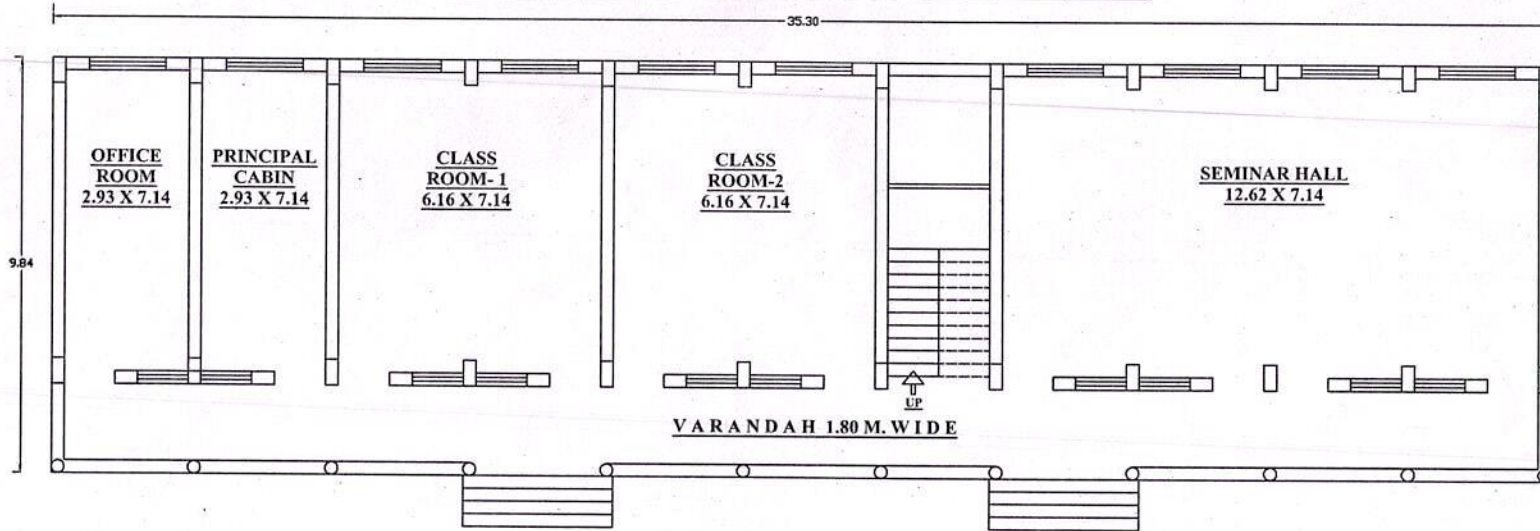 35.30
9.84
OFFICE
ROOM
2.93 X 7.14
PRINCIPAL
CABIN
2.93 X 7.14
CLASS
ROOM- 1
6.16 X 7.14
CLASS
ROOM-2
6.16 X 7.14
SEMINAR HALL
12.62 X 7.14
UP
VARANDAH 1.80 M. WIDE